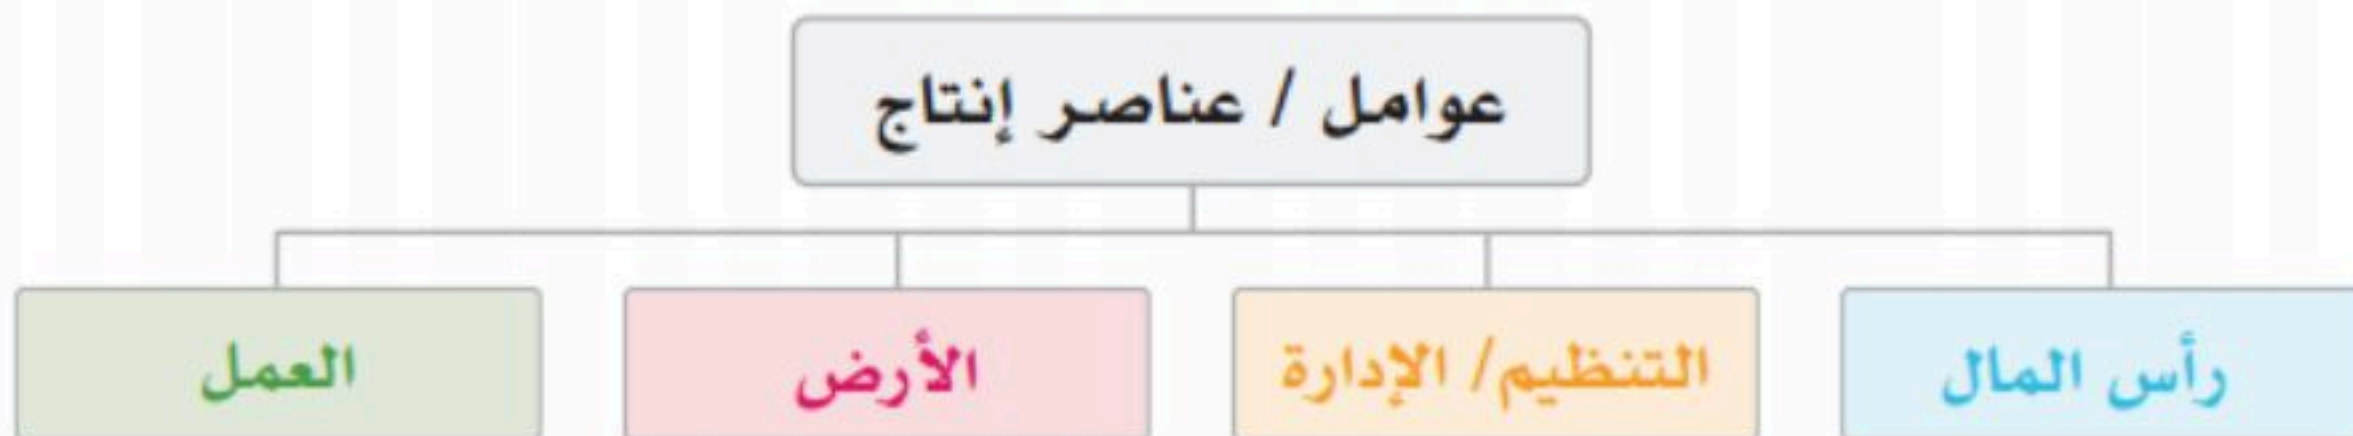 عوامل / عناصر إنتاج
رأس المال
التنظيم/ الإدارة
الأرض
العمل